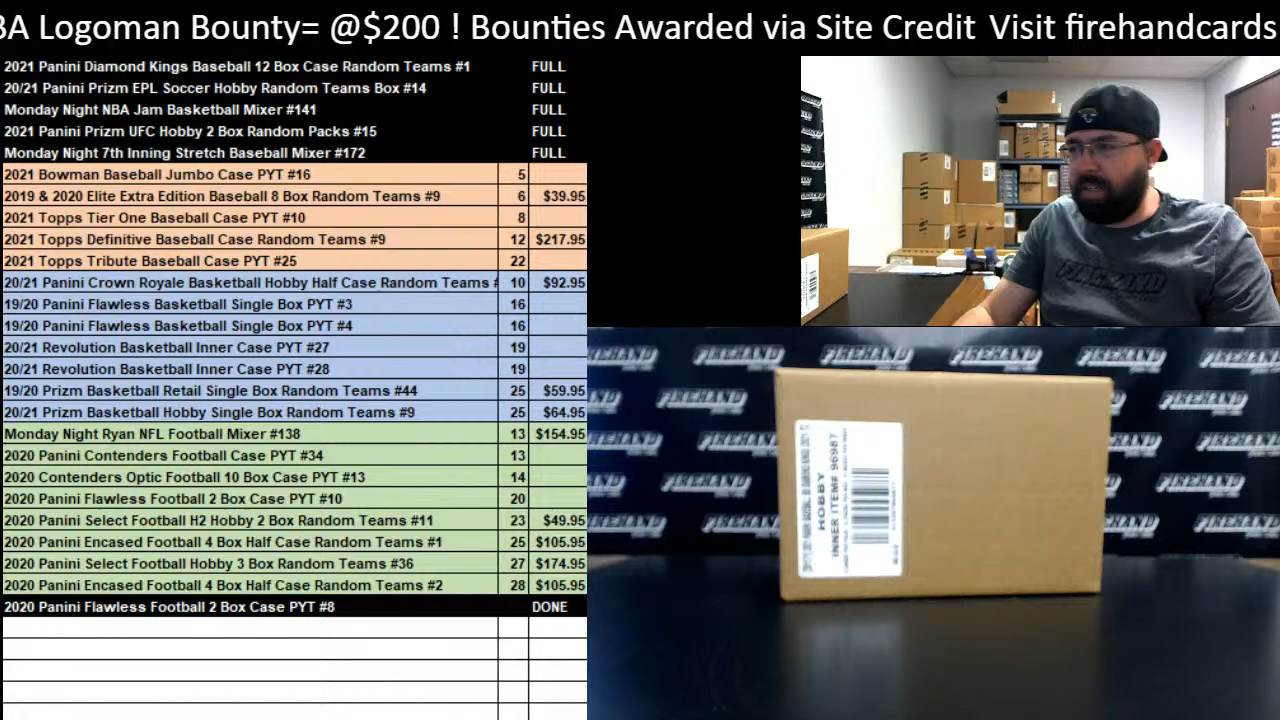 BA Logoman Bounty= @$200 ! Bounties Awarded via Site Credit Visit firehandcards
2021 Panini Diamond Kings Baseball 12 Box Case Random Teams #1 FULL
20/21 Panini Prizm EPL Soccer Hobby Random Teams Box #14 FULL
Monday Night NBA Jam Basketball Mixer #141 FULL
2021 Panini Prizm UFC Hobby 2 Box Random Packs #15 FULL
Monday Night 7th Inning Stretch Baseball Mixer #172 FULL
2021 Bowman Baseball Jumbo Case PYT #16 5
2019 & 2020 Elite Extra Edition Baseball 8 Box Random Teams #9 6 $39.95
2021 Topps Tier One Baseball Case PYT #10 8
2021 Topps Definitive Baseball Case Random Teams #9 12 $217.95
2021 Topps Tribute Baseball Case PYT #25 22
20/21 Panini Crown Royale Basketball Hobby Half Case Random Teams # 10 $92.95
19/20 Panini Flawless Basketball Single Box PYT #3 16
19/20 Panini Flawless Basketball Single Box PYT #4 16
20/21 Revolution Basketball Inner Case PYT #27 19
20/21 Revolution Basketball Inner Case PYT #28 19
19/20 Prizm Basketball Retail Single Box Random Teams #44 25 $59.95
20/21 Prizm Basketball Hobby Single Box Random Teams #9 25 $64.95
Monday Night Ryan NFL Football Mixer #138 13 $154.95
2020 Panini Contenders Football Case PYT #34 13
2020 Contenders Optic Football 10 Box Case PYT #13 14
2020 Panini Flawless Football 2 Box Case PYT #10 20
2020 Panini Select Football H2 Hobby 2 Box Random Teams #11 23 $49.95
2020 Panini Encased Football 4 Box Half Case Random Teams #1 25 $105.95
2020 Panini Select Football Hobby 3 Box Random Teams #36 27 $174.95
2020 Panini Encased Football 4 Box Half Case Random Teams #2 28 $105.95
2020 Panini Flawless Football 2 Box Case PYT #8 DONE
FIREHAND
FIREHAND FIREHAND FIREHAND FIREHAND
FIREHAND
HOBBY
INNER ITEM# 96987